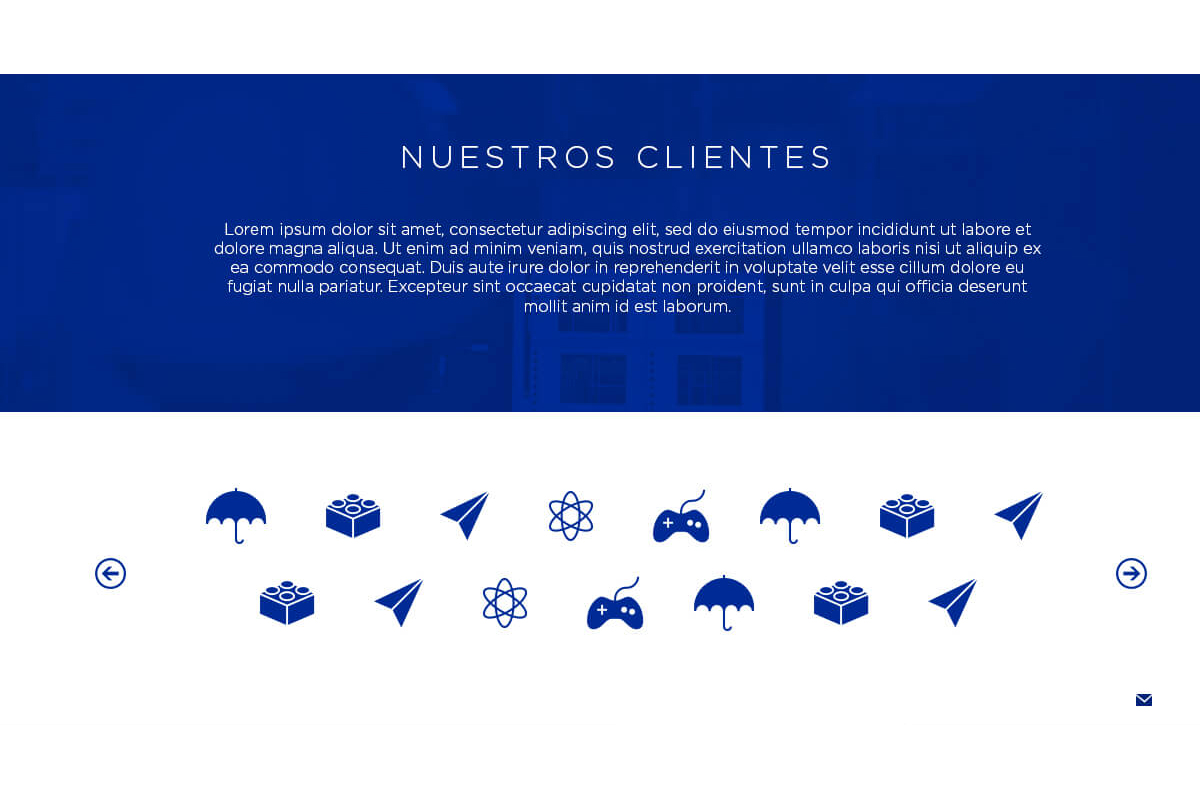 NUESTROS CLIENTES
Lorem ipsum dolor sit amet, consectetur adipiscing elit, sed do eiusmod tempor incididunt ut labore et
dolore magna aliqua. Ut enim ad minim veniam, quis nostrud exercitation ullamco laboris nisi ut aliquip ex
ea commodo consequat. Duis aute irure dolor in reprehenderit in voluptate velit esse cillum dolore eu
fugiat nulla pariatur. Excepteur sint occaecat cupidatat non proident, sunt in culpa qui officia deserunt
mollit anim id est laborum.